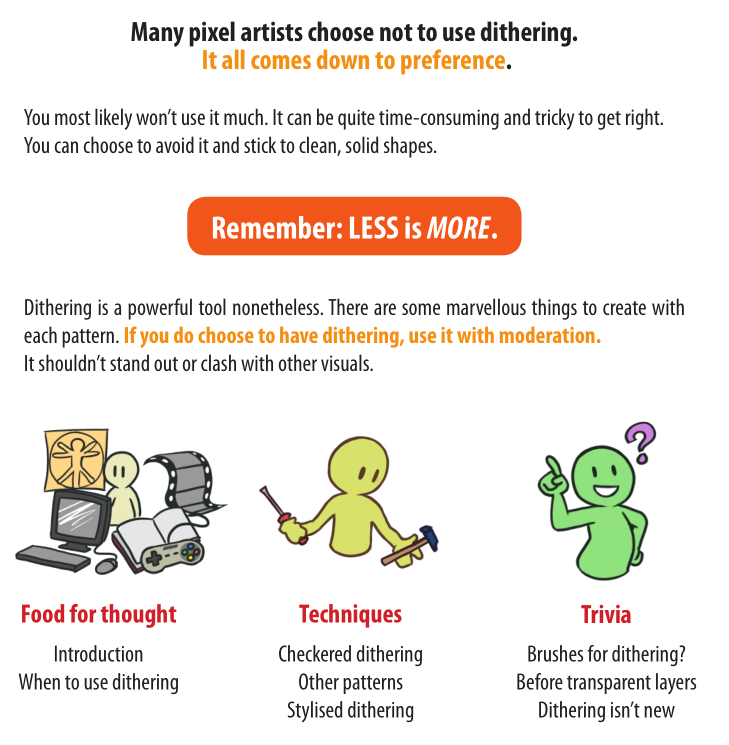 Many pixel artists choose not to use dithering.
It all comes down to preference.
You most likely won't use it much. It can be quite time-consuming and tricky to get right.
You can choose to avoid it and stick to clean, solid shapes.
Remember: LESS is MORE.
Dithering is a powerful tool nonetheless. There are some marvellous things to create with
each pattern. If you do choose to have dithering, use it with moderation.
It shouldn't stand out or clash with other visuals.
?
Food for thought
Introduction
When to use dithering
Techniques
Checkered dithering
Other patterns
Stylised dithering
Trivia
Brushes for dithering?
Before transparent layers
Dithering isn't new